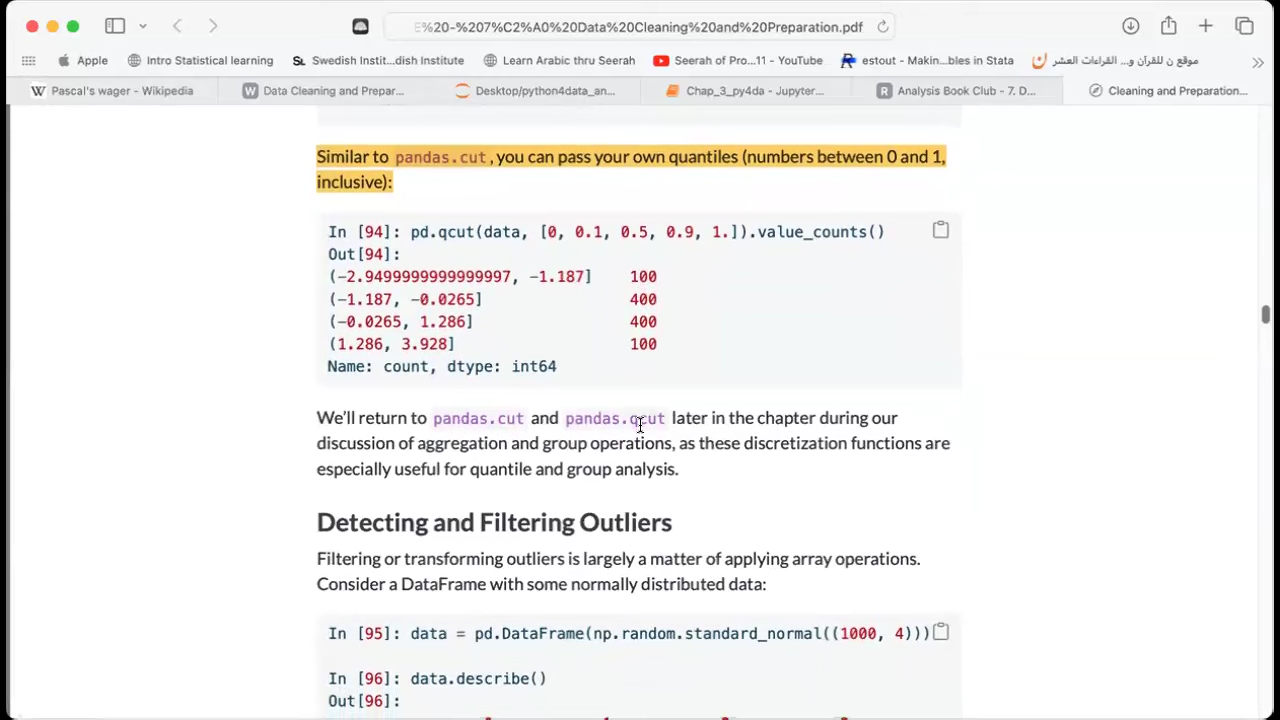 E%20-%207%C2%A0%20Data%20Cleaning%20and%20Preparation.pdf
Apple Intro Statistical learning Swedish Instit...dish Institute Learn Arabic thru Seerah Seerah of Pro...11 - YouTube estout - Makin...bles in Stata موقع ن للقرآن و... القراءات العشر
Pascal's wager - Wikipedia Data Cleaning and Prepar... Desktop/python4data_an... Chap_3_py4da - Jupyter... Analysis Book Club - 7. D... Cleaning and Preparation...
Similar to pandas.cut, you can pass your own quantiles (numbers between 0 and 1,
inclusive):
In [94]: pd.qcut(data, [0, 0.1, 0.5, 0.9, 1.]).value_counts()
Out[94]:
(-2.9499999999999997, -1.187] 100
(-1.187, -0.0265] 400
(-0.0265, 1.286] 400
(1.286, 3.928] 100
Name: count, dtype: int64
We'll return to pandas.cut and pandas.qcut later in the chapter during our
discussion of aggregation and group operations, as these discretization functions are
especially useful for quantile and group analysis.
Detecting and Filtering Outliers
Filtering or transforming outliers is largely a matter of applying array operations.
Consider a DataFrame with some normally distributed data:
In [95]: data = pd.DataFrame(np.random.standard_normal((1000, 4)))
In [96]: data.describe()
Out[96]: